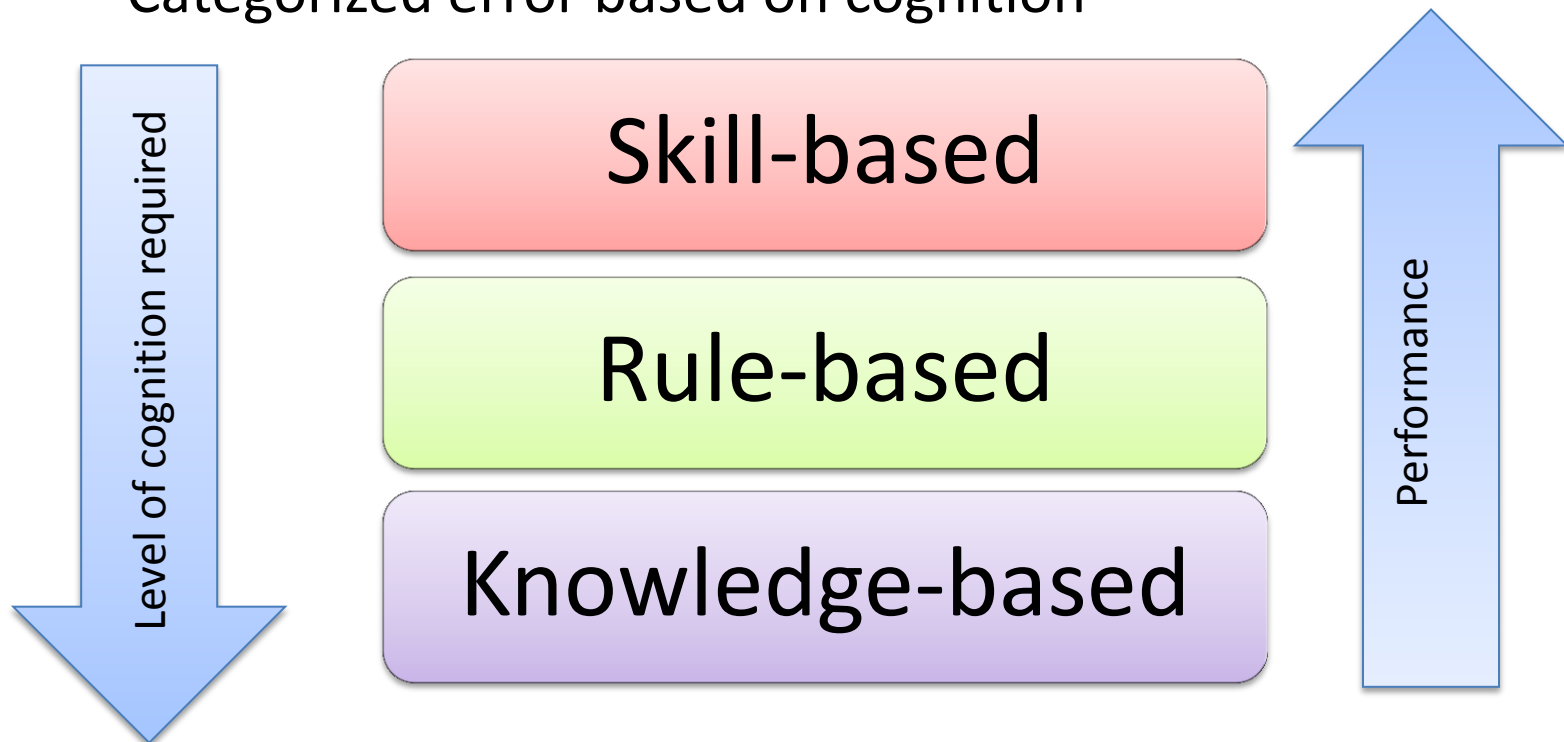 Categorized error based on cognition
Level of cognition required
Skill-based
Rule-based
Knowledge-based
Performance